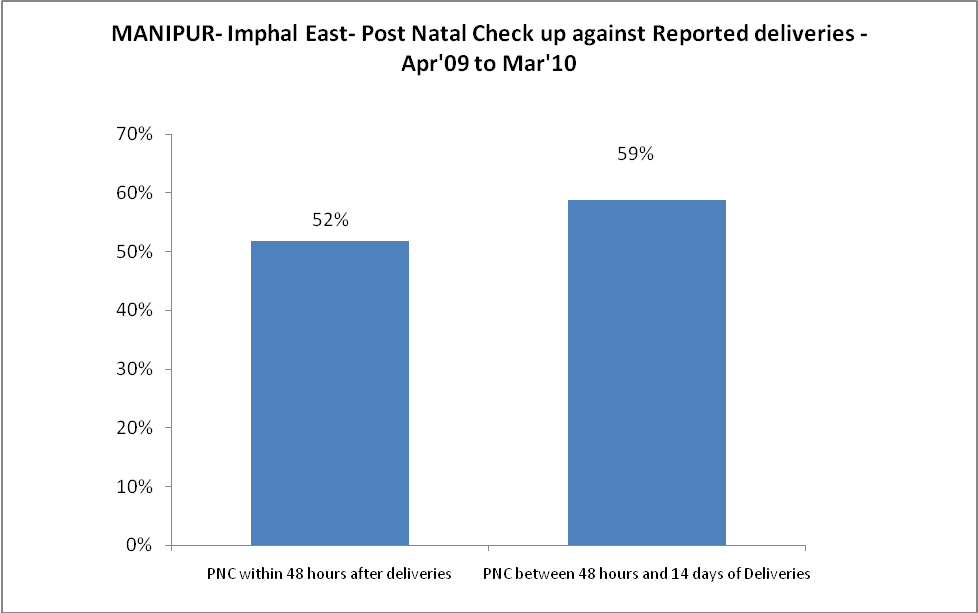 MANIPUR- Imphal East- Post Natal Check up against Reported deliveries -
Apr'09 to Mar'10
70%
60%
50%
40%
30%
20%
10%
0%
52%
59%
PNC within 48 hours after deliveries
PNC between 48 hours and 14 days of Deliveries